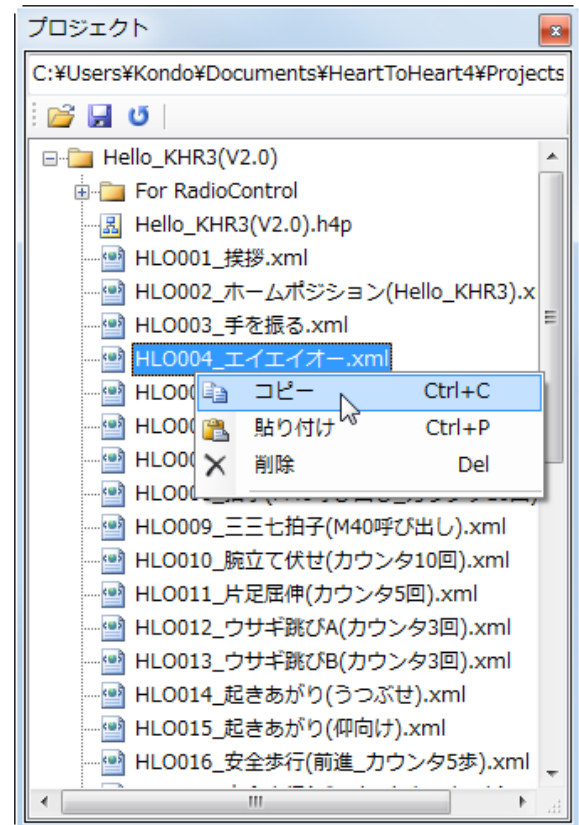 プロジェクト
C:¥Users¥Kondo¥Documents¥HeartToHeart4¥Projects
Hello_KHR3(V2.0)
For RadioControl
Hello_KHR3(V2.0).h4p
HLO001_挨拶.xml
HLO002_ホームポジション(Hello_KHR3).x
HLO003_手を振る.xml
HLO004_エイエイオー.xml
コピー Ctrl+C
貼り付け Ctrl+P
削除 Del
HLO009_三三七拍子(M40呼び出し).xml
HLO010_腕立て伏せ(カウンタ10回).xml
HLO011_片足屈伸(カウンタ5回).xml
HLO012_ウサギ跳びA(カウンタ3回).xml
HLO013_ウサギ跳びB(カウンタ3回).xml
HLO014_起きあがり(うつぶせ).xml
HLO015_起きあがり(仰向け).xml
HLO016_安全歩行(前進_カウンタ5歩).xml